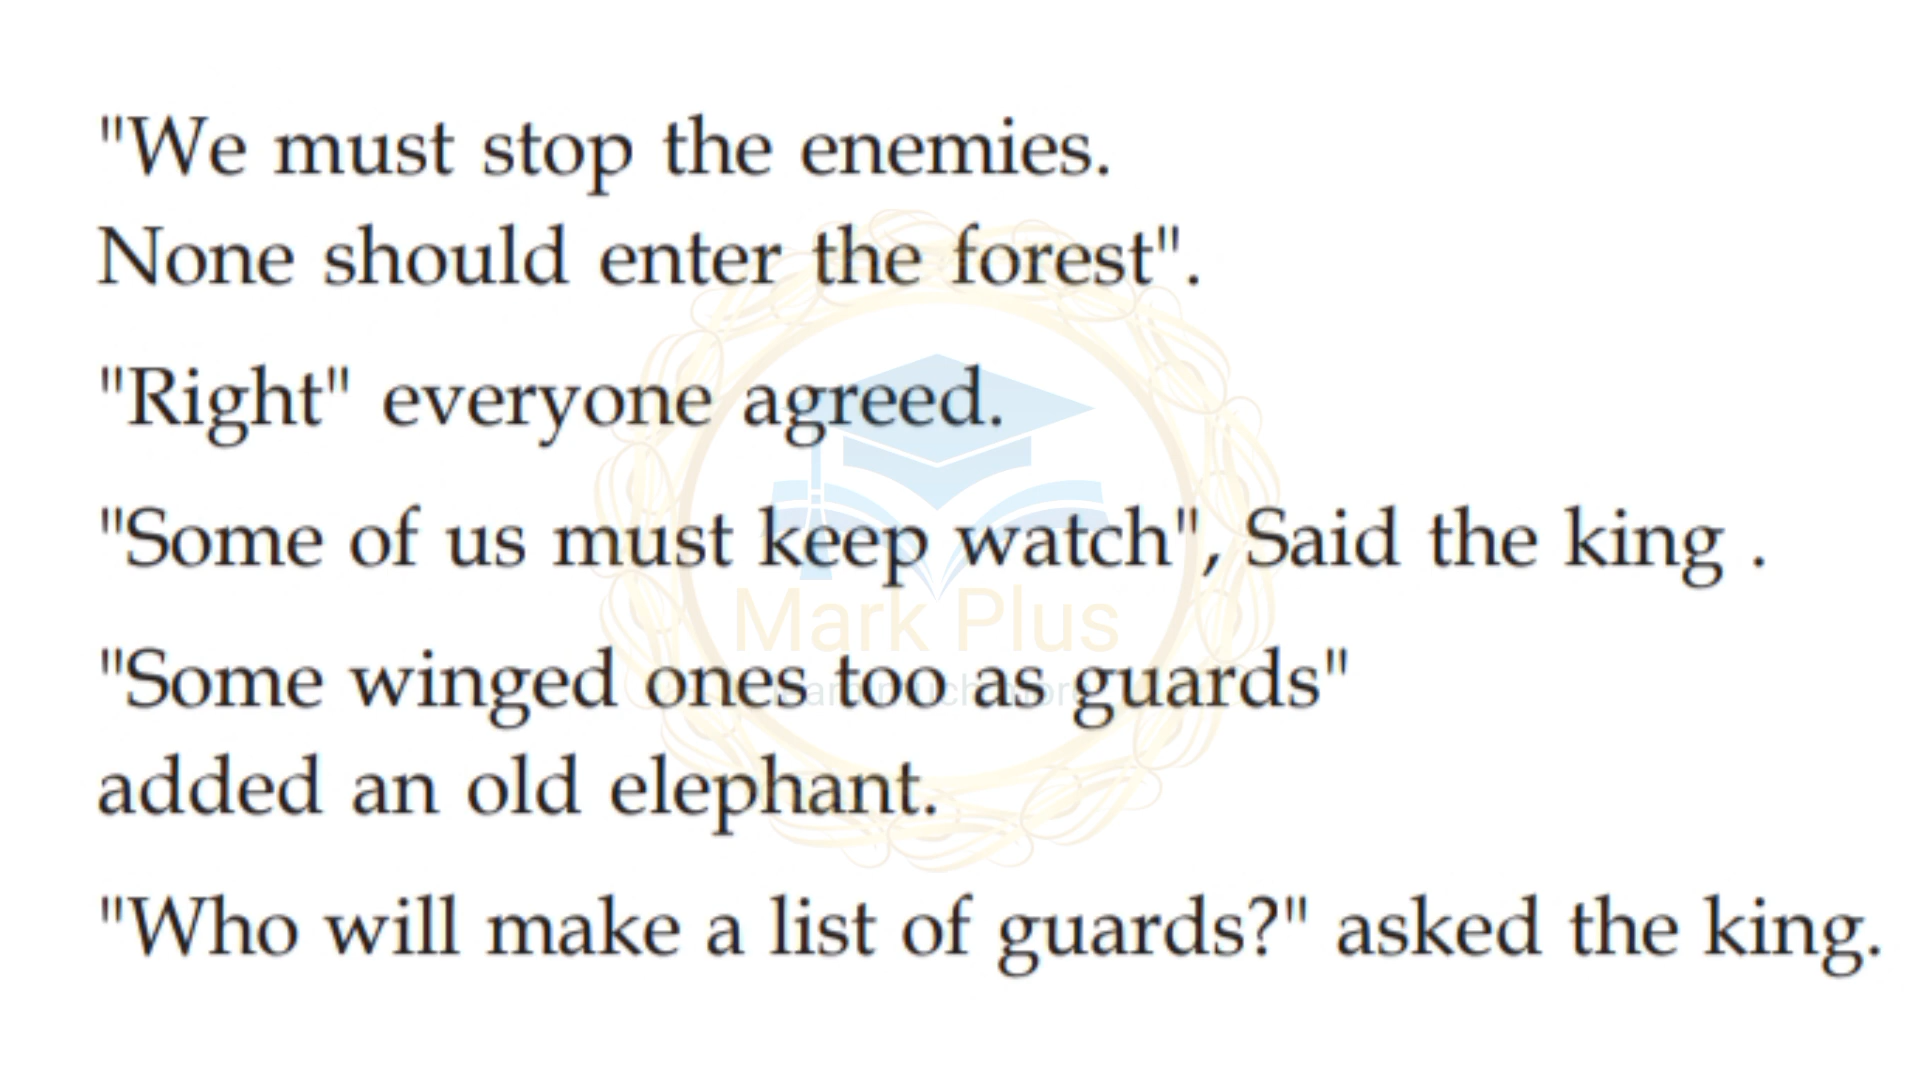 "We must stop the enemies.
None should enter the forest".
"Right" everyone agreed.
"Some of us must keep watch", Said the king .
"Some winged ones too as guards"
added an old elephant.
"Who will make a list of guards?" asked the king.
Mark Plus